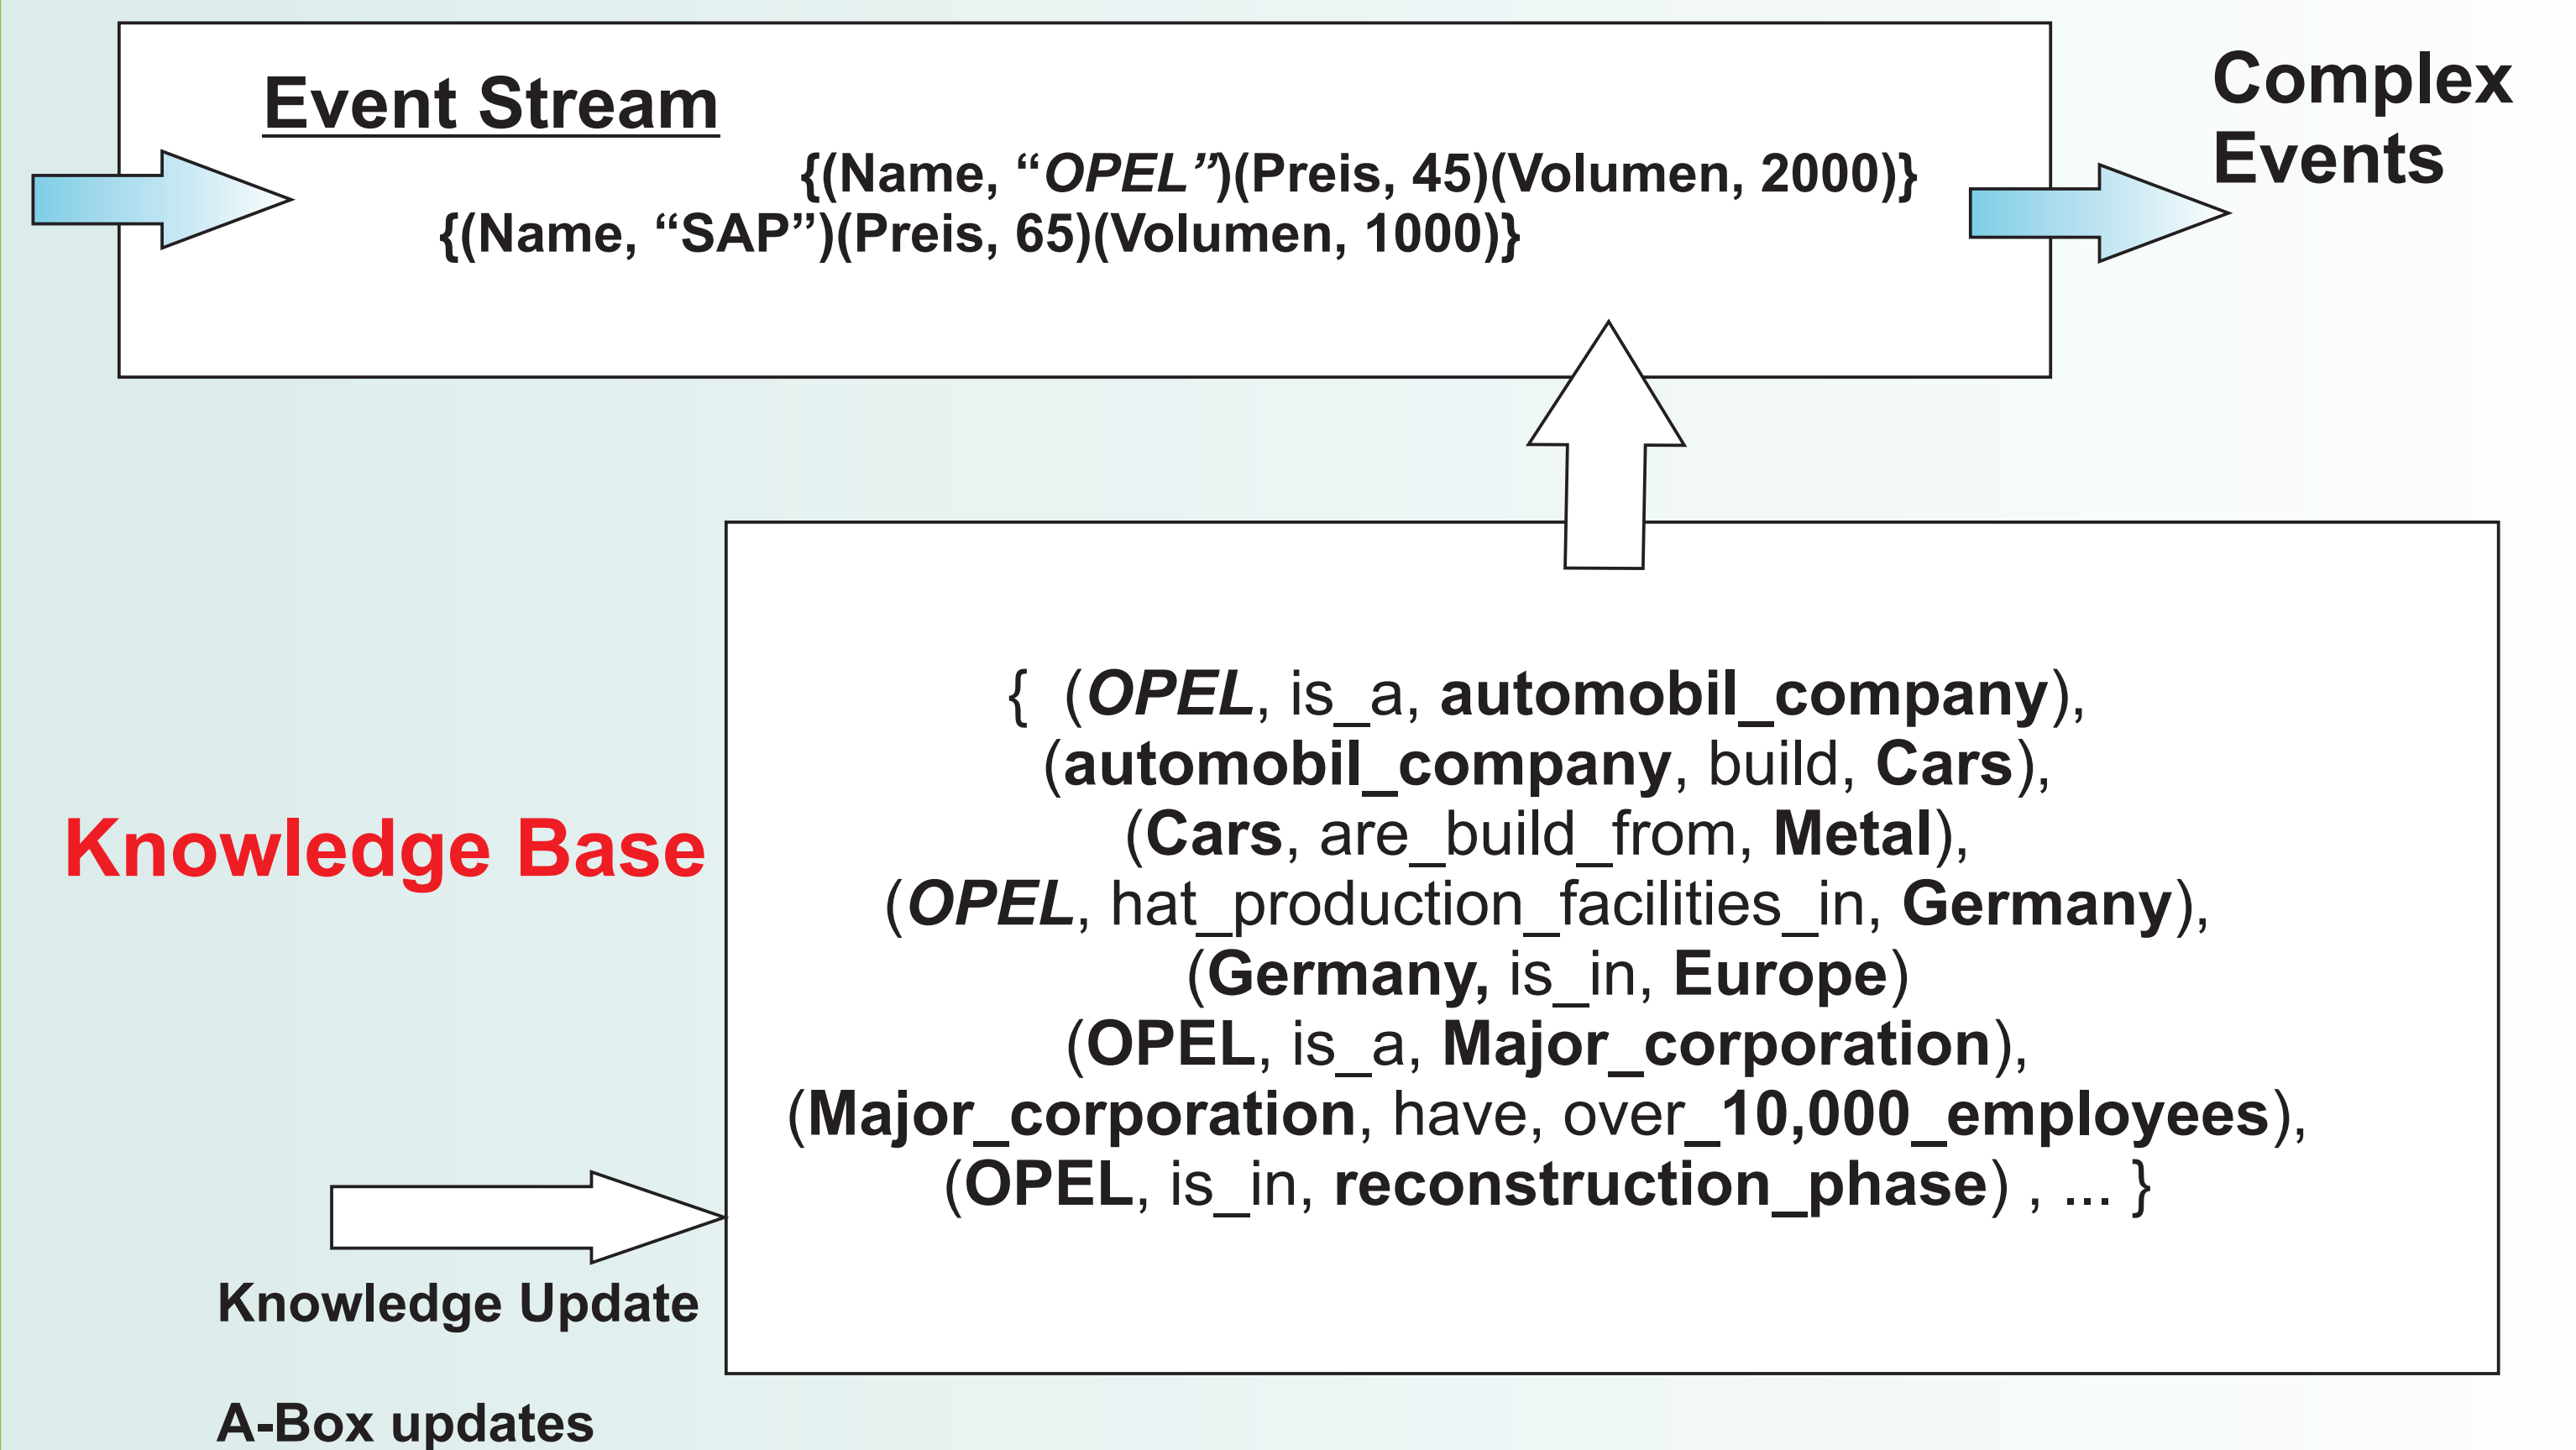 Event Stream
{(Name, “OPEL”)(Preis, 45)(Volumen, 2000)}
{(Name, “SAP”)(Preis, 65)(Volumen, 1000)}
Complex
Events
Knowledge Base
{ (OPEL, is_a, automobil_company),
(automobil_company, build, Cars),
(Cars, are_build_from, Metal),
(OPEL, hat_production_facilities_in, Germany),
(Germany, is_in, Europe)
(OPEL, is_a, Major_corporation),
(Major_corporation, have, over_10,000_employees),
(OPEL, is_in, reconstruction_phase) , ... }
Knowledge Update
A-Box updates